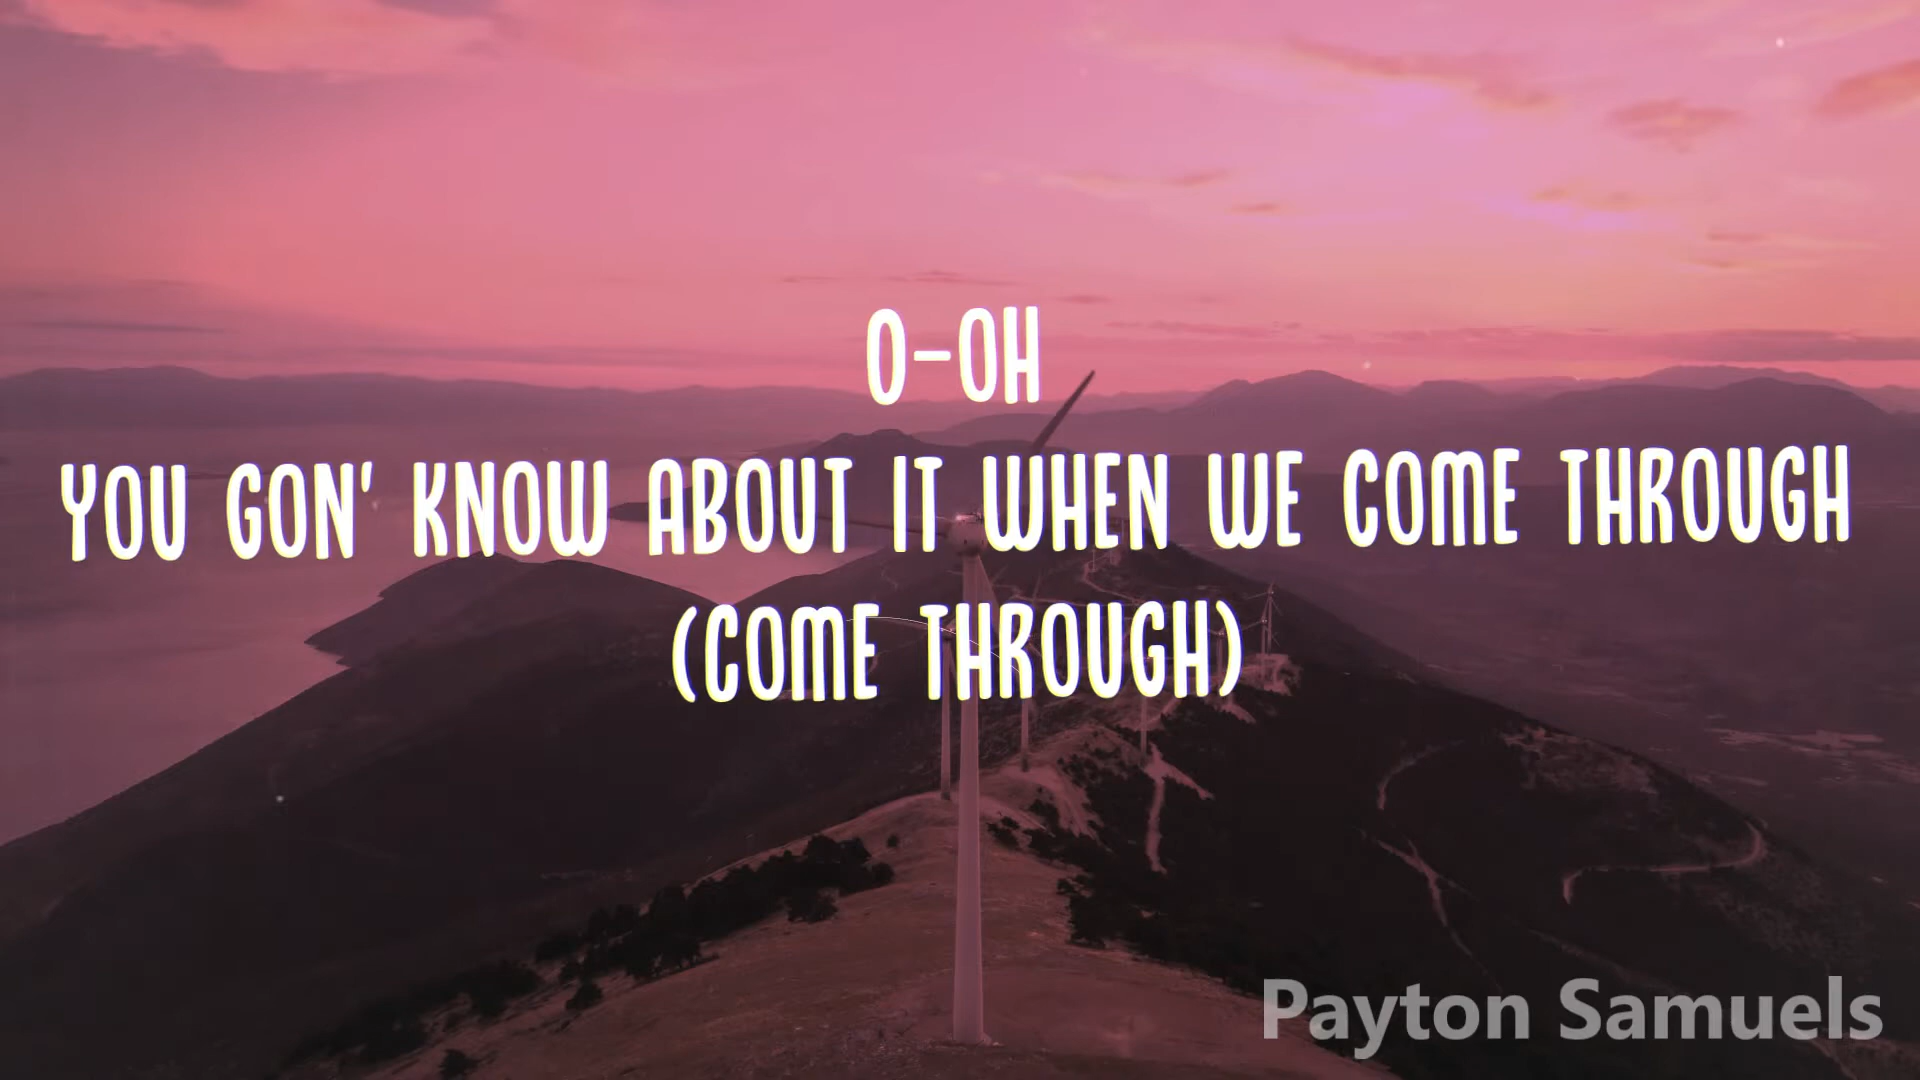 O-OH
YOU GON' KNOW ABOUT IT WHEN WE COME THROUGH
(COME THROUGH)
Payton Samuels